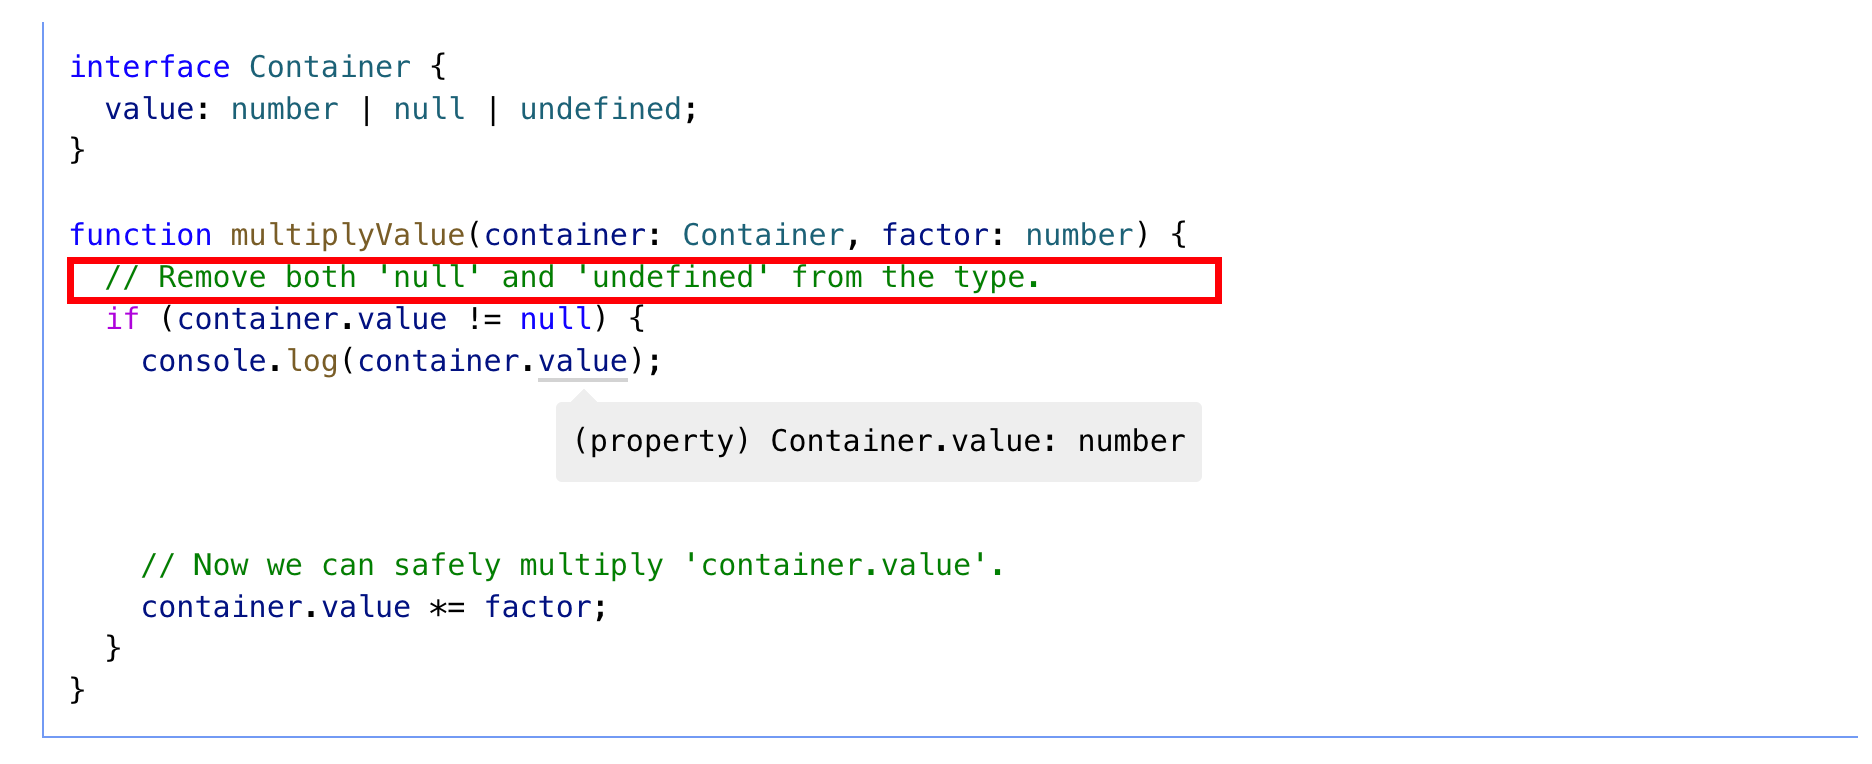 interface Container {
  value: number | null | undefined;
}
function multiplyValue(container: Container, factor: number) {
  // Remove both 'null' and 'undefined' from the type.
  if (container.value != null) {
    console.log(container.value);
(property) Container.value: number
    // Now we can safely multiply 'container.value'.
    container.value *= factor;
  }
}